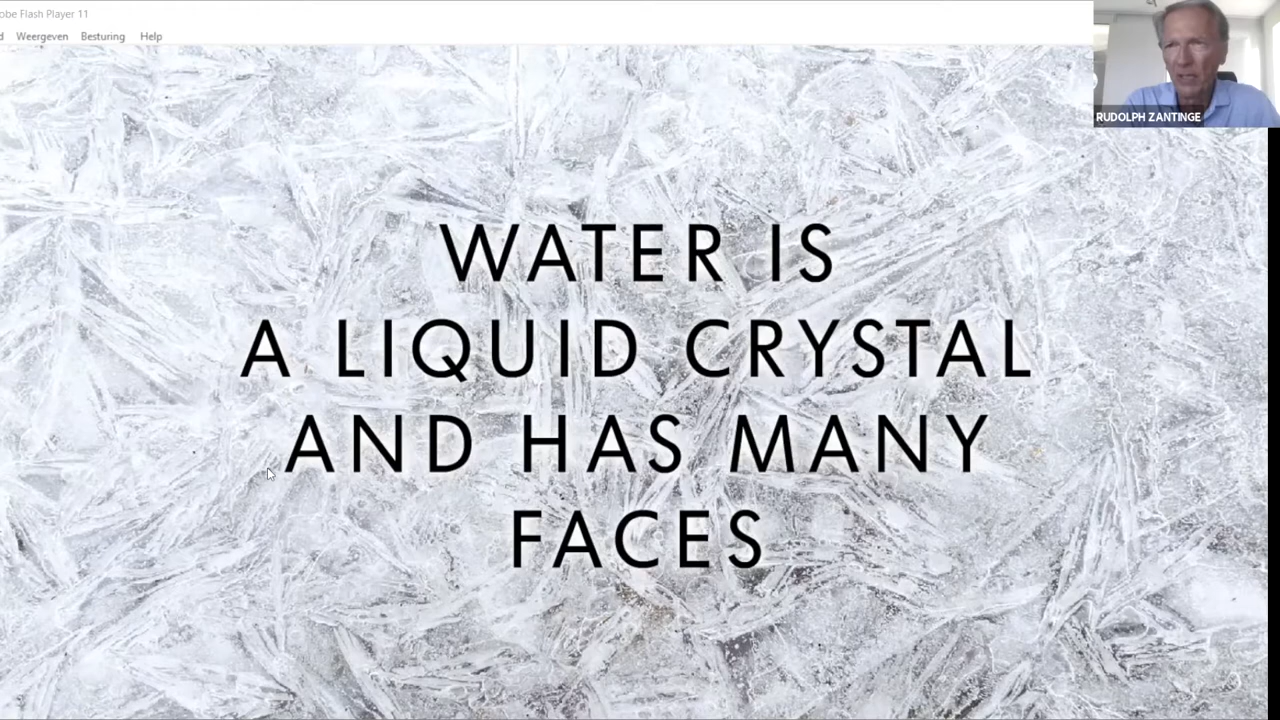 obe Flash Player 11
d Weergeven Besturing Help
RUDOLPH ZANTINGE
WATER IS
A LIQUID CRYSTAL
AND HAS MANY
FACES